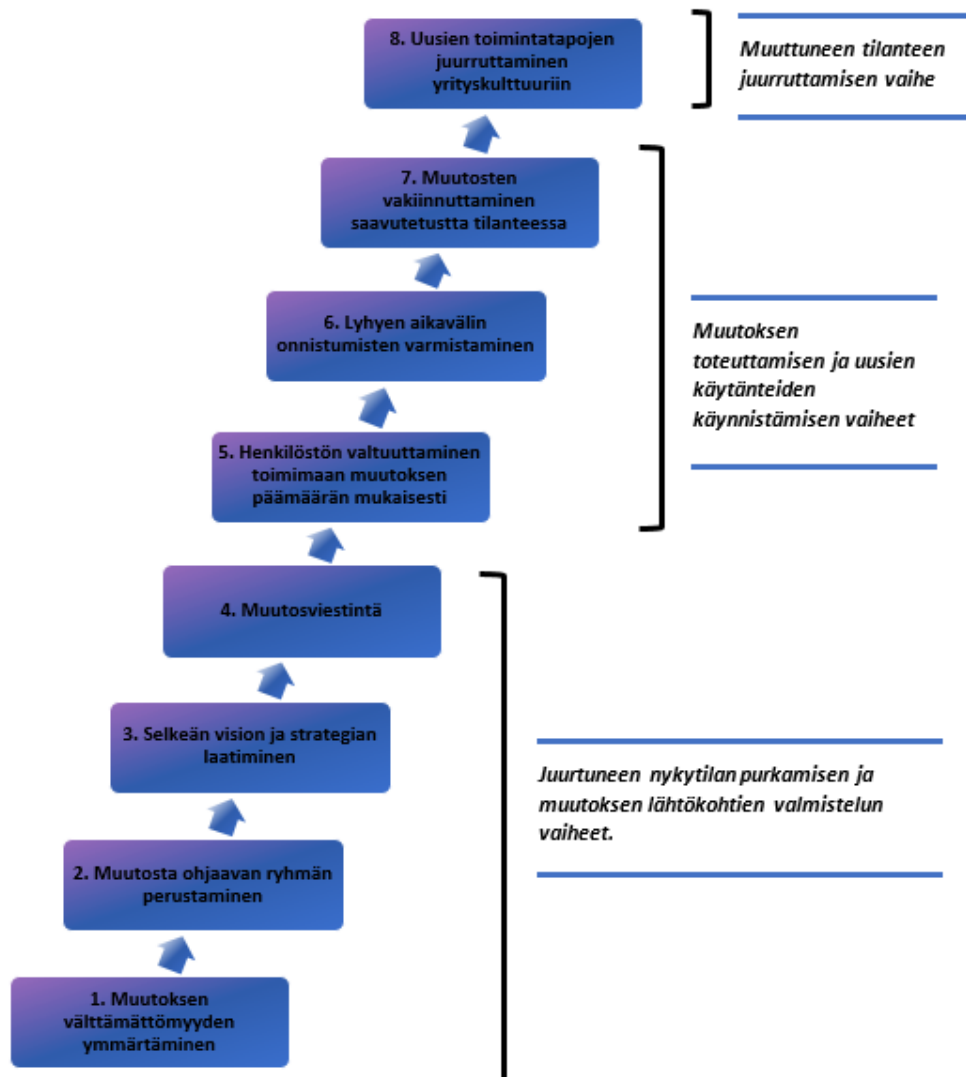 8. Uusien toimintatapojen
juurruttaminen
yrityskulttuuriin
Muuttuneen tilanteen
juurruttamisen vaihe
7. Muutosten
vakiinnuttaminen
saavutetustta tilanteessa
6. Lyhyen aikavälin
onnistumisten varmistaminen
Muutoksen
toteuttamisen ja uusien
käytänteiden
käynnistämisen vaiheet
5. Henkilöstön valtuuttaminen
toimimaan muutoksen
päämäärän mukaisesti
4. Muutosviestintä
3. Selkeän vision ja strategian
laatiminen
Juurtuneen nykytilan purkamisen ja
muutoksen lähtökohtien valmistelun
vaiheet.
2. Muutosta ohjaavan ryhmän
perustaminen
1. Muutoksen
välttämättömyyden
ymmärtäminen